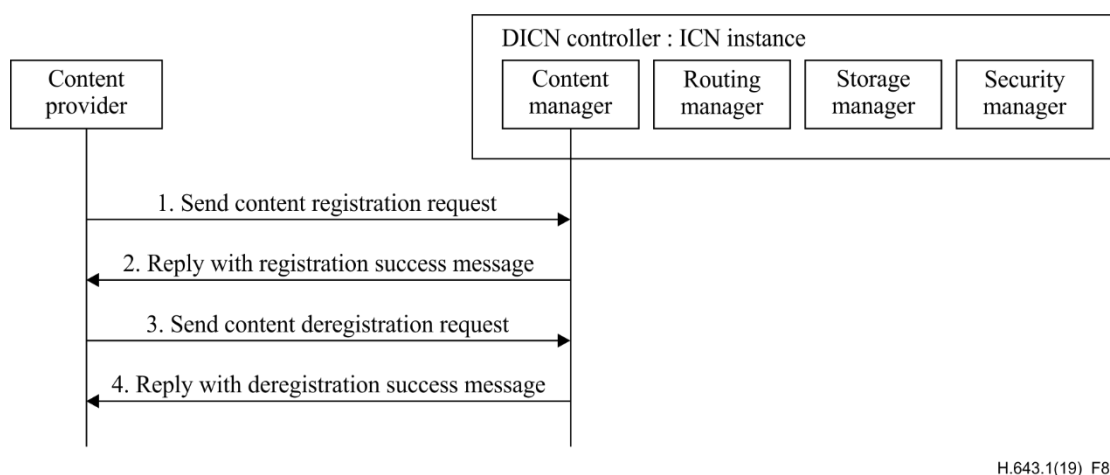 DICN controller : ICN instance
Content
provider
Content
manager
Routing
manager
Storage
manager
Security
manager
1. Send content registration request
2. Reply with registration success message
3. Send content deregistration request
4. Reply with deregistration success message
H.643.1(19)_F8